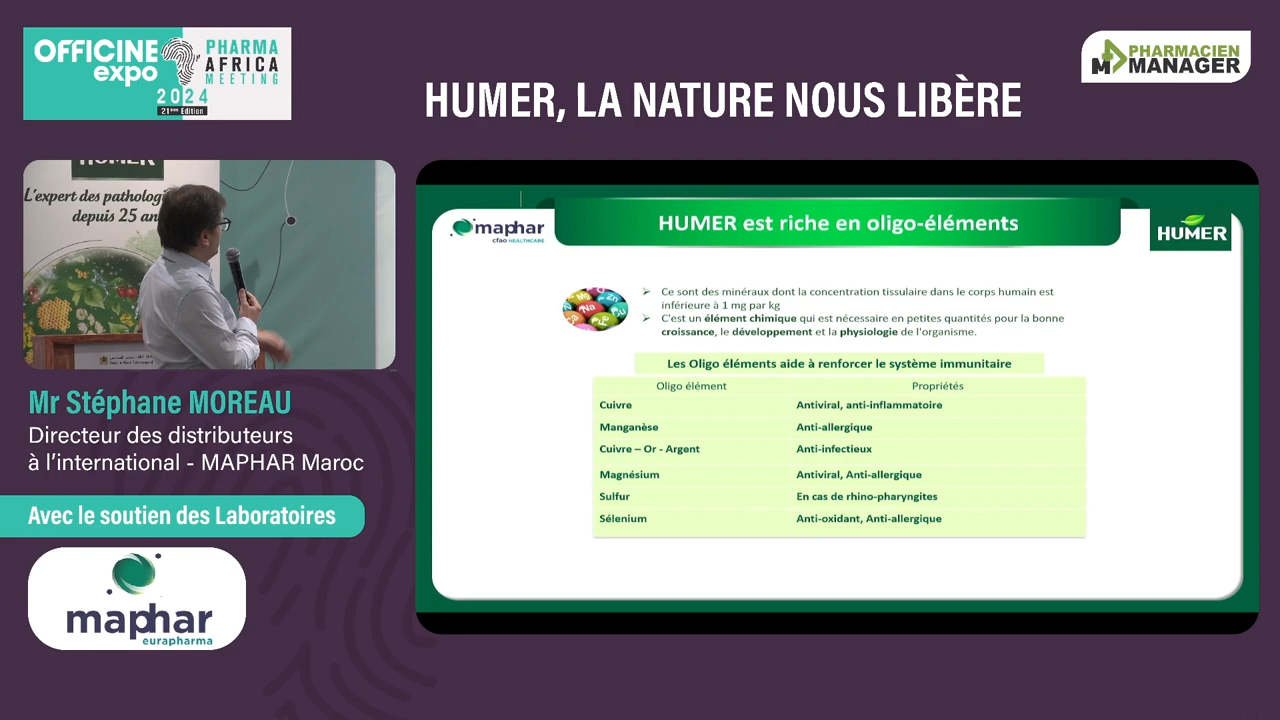 OFFICINE
expo
PHARMA
AFRICA
MEETING
2024
21ème Edition
PHARMACIEN
MANAGER
HUMER, LA NATURE NOUS LIBÈRE
HUMER
L'expert des pathologi
depuis 25 an
Mr Stéphane MOREAU
Directeur des distributeurs
à l'international - MAPHAR Maroc
Avec le soutien des Laboratoires
maphar
eurapharma
maphar
cfao HEALTHCARE
HUMER est riche en oligo-éléments
HUMER
➢ Ce sont des minéraux dont la concentration tissulaire dans le corps humain est
inférieure à 1 mg par kg
➢ C'est un élément chimique qui est nécessaire en petites quantités pour la bonne
croissance, le développement et la physiologie de l'organisme.
Les Oligo éléments aide à renforcer le système immunitaire
Oligo élément Propriétés
Cuivre Antiviral, anti-inflammatoire
Manganèse Anti-allergique
Cuivre – Or - Argent Anti-infectieux
Magnésium Antiviral, Anti-allergique
Sulfur En cas de rhino-pharyngites
Sélenium Anti-oxidant, Anti-allergique